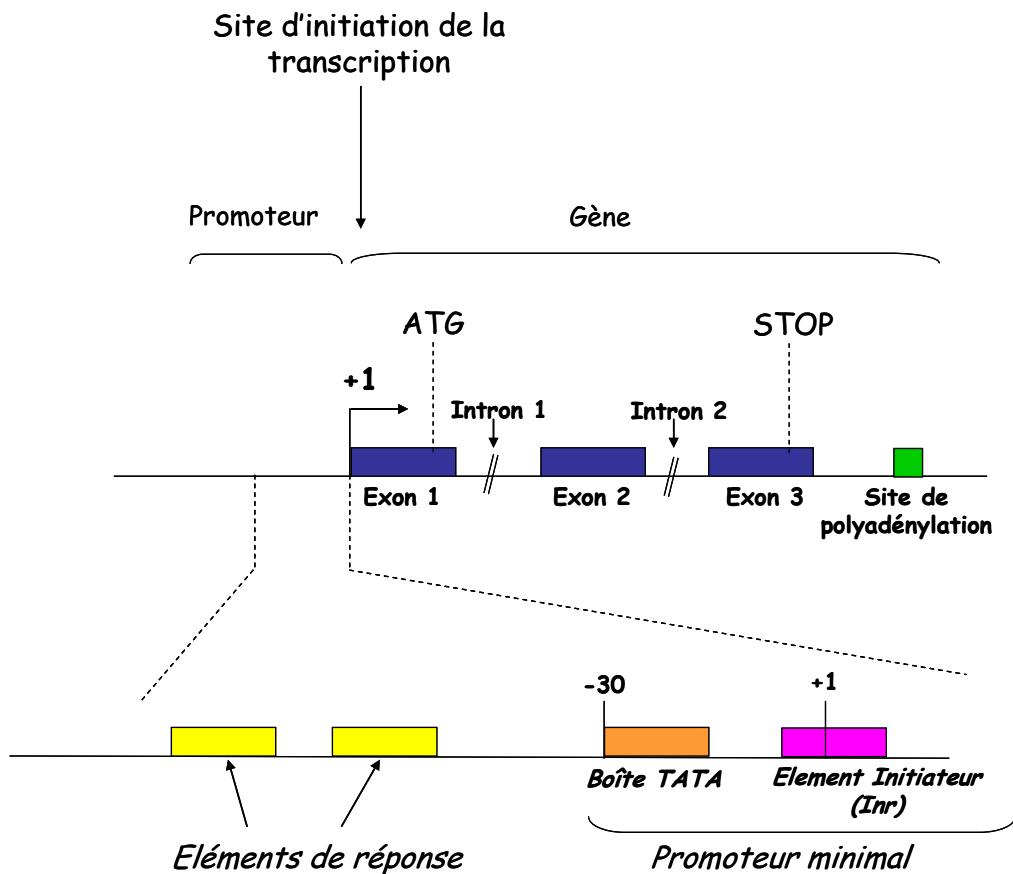 Site d'initiation de la
transcription
Promoteur
Gène
ATG
STOP
+1
Intron 1
Intron 2
Exon 1
Exon 2
Exon 3
Site de
polyadénylation
-30
+1
Boîte TATA
Element Initiateur
(Inr)
Eléments de réponse
Promoteur minimal